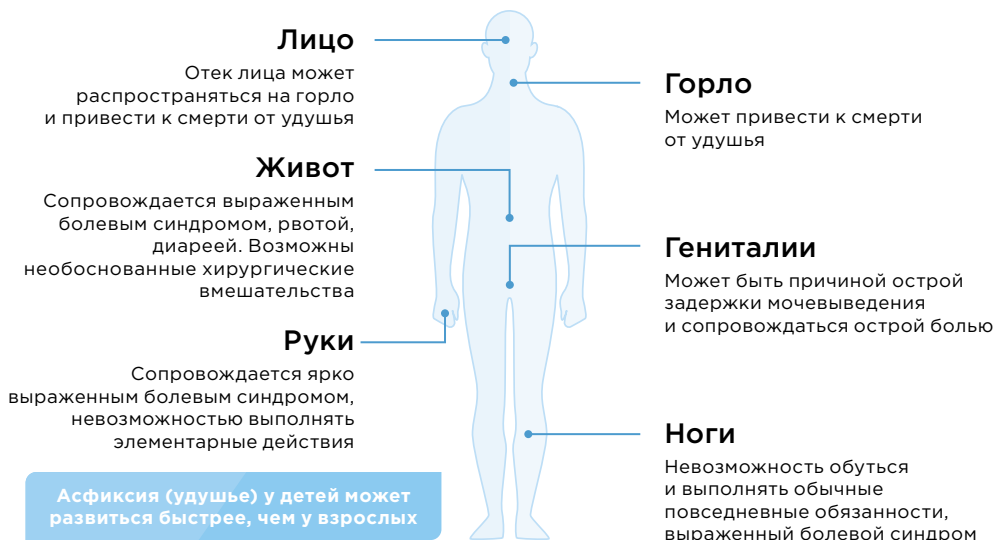 Лицо
Отек лица может
распространяться на горло
и привести к смерти от удушья
Живот
Сопровождается выраженным
болевым синдромом, рвотой,
диареей. Возможны
необоснованные хирургические
вмешательства
Руки
Сопровождается ярко
выраженным болевым синдромом,
невозможностью выполнять
элементарные действия
Асфиксия (удушье) у детей может
развиться быстрее, чем у взрослых
Горло
Может привести к смерти
от удушья
Гениталии
Может быть причиной острой
задержки мочевыведения
и сопровождаться острой болью
Ноги
Невозможность обуться
и выполнять обычные
повседневные обязанности,
выраженный болевой синдром